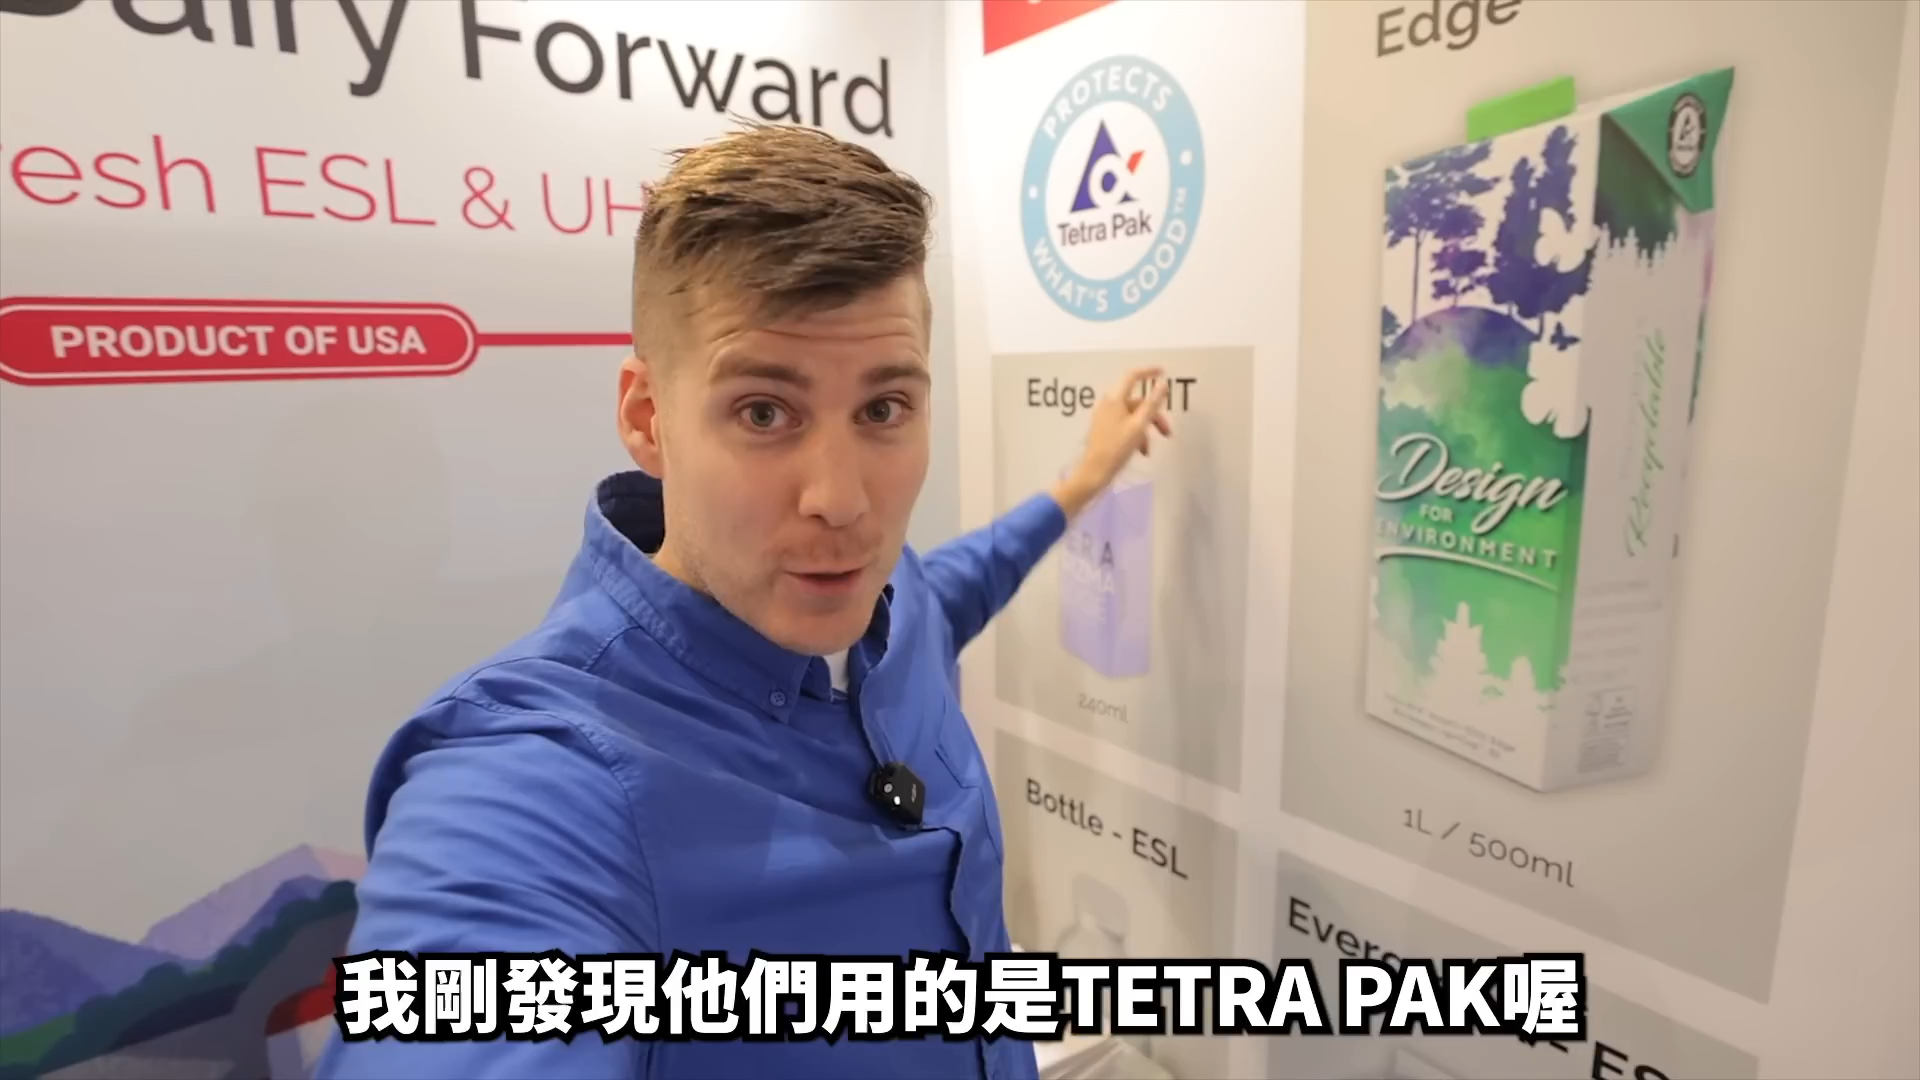 Dairy Forward
resh ESL & UH
PRODUCT OF USA
PROTECTS
Tetra Pak
WHAT'S GOOD™
Edge
Edge UHT
240ml
Bottle - ESL
Design
FOR
ENVIRONMENT
Recyclable
1L / 500ml
我剛發現他們用的是TETRA PAK喔